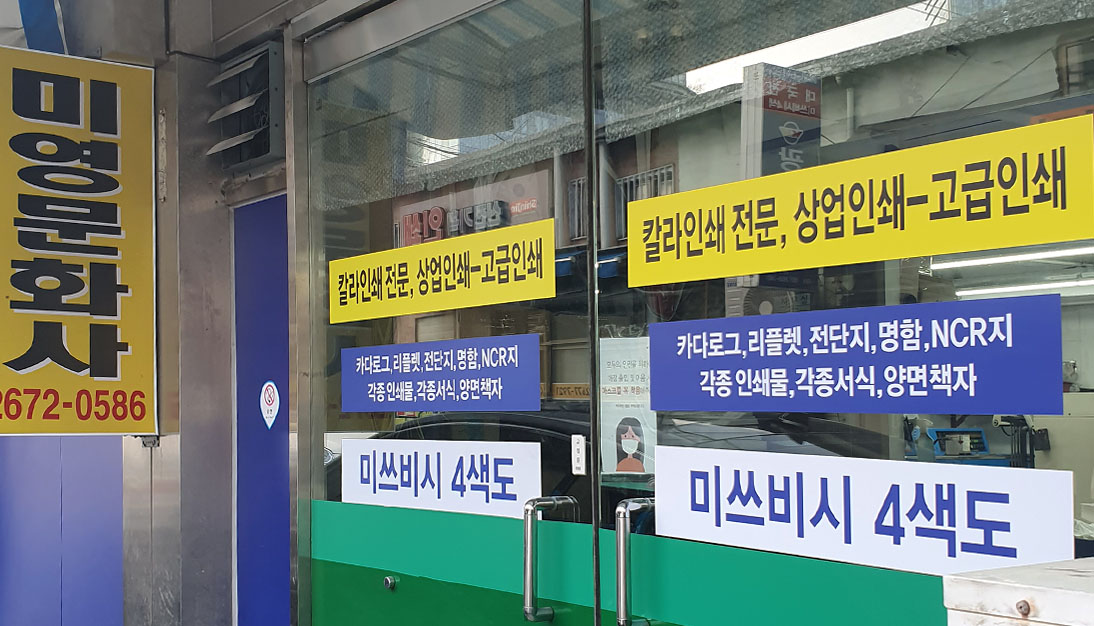 미영문화사
2672-0586
칼라인쇄 전문, 상업인쇄-고급인쇄
카다로그,리플렛,전단지,명함,NCR지
각종 인쇄물,각종서식,양면책자
미쓰비시 4색도
칼라인쇄 전문, 상업인쇄-고급인쇄
카다로그,리플렛,전단지,명함,NCR지
각종 인쇄물,각종서식,양면책자
미쓰비시 4색도